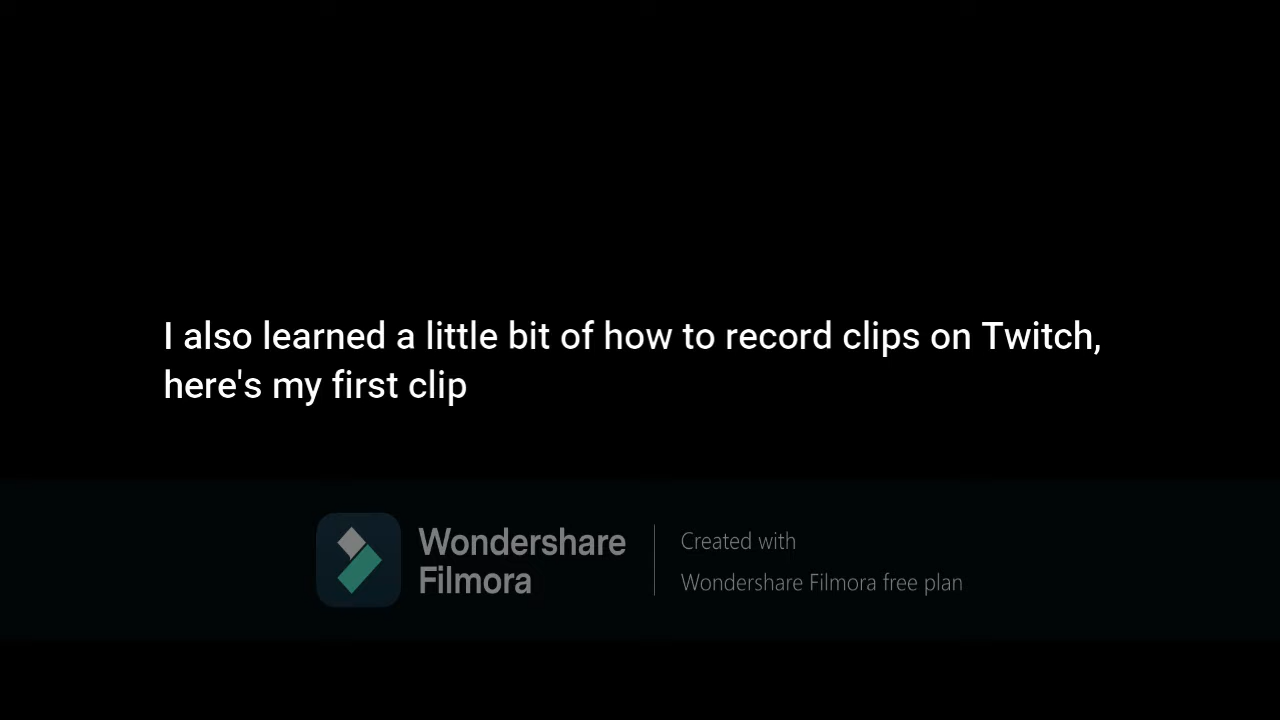 I also learned a little bit of how to record clips on Twitch,
here's my first clip
Wondershare
Filmora
Created with
Wondershare Filmora free plan